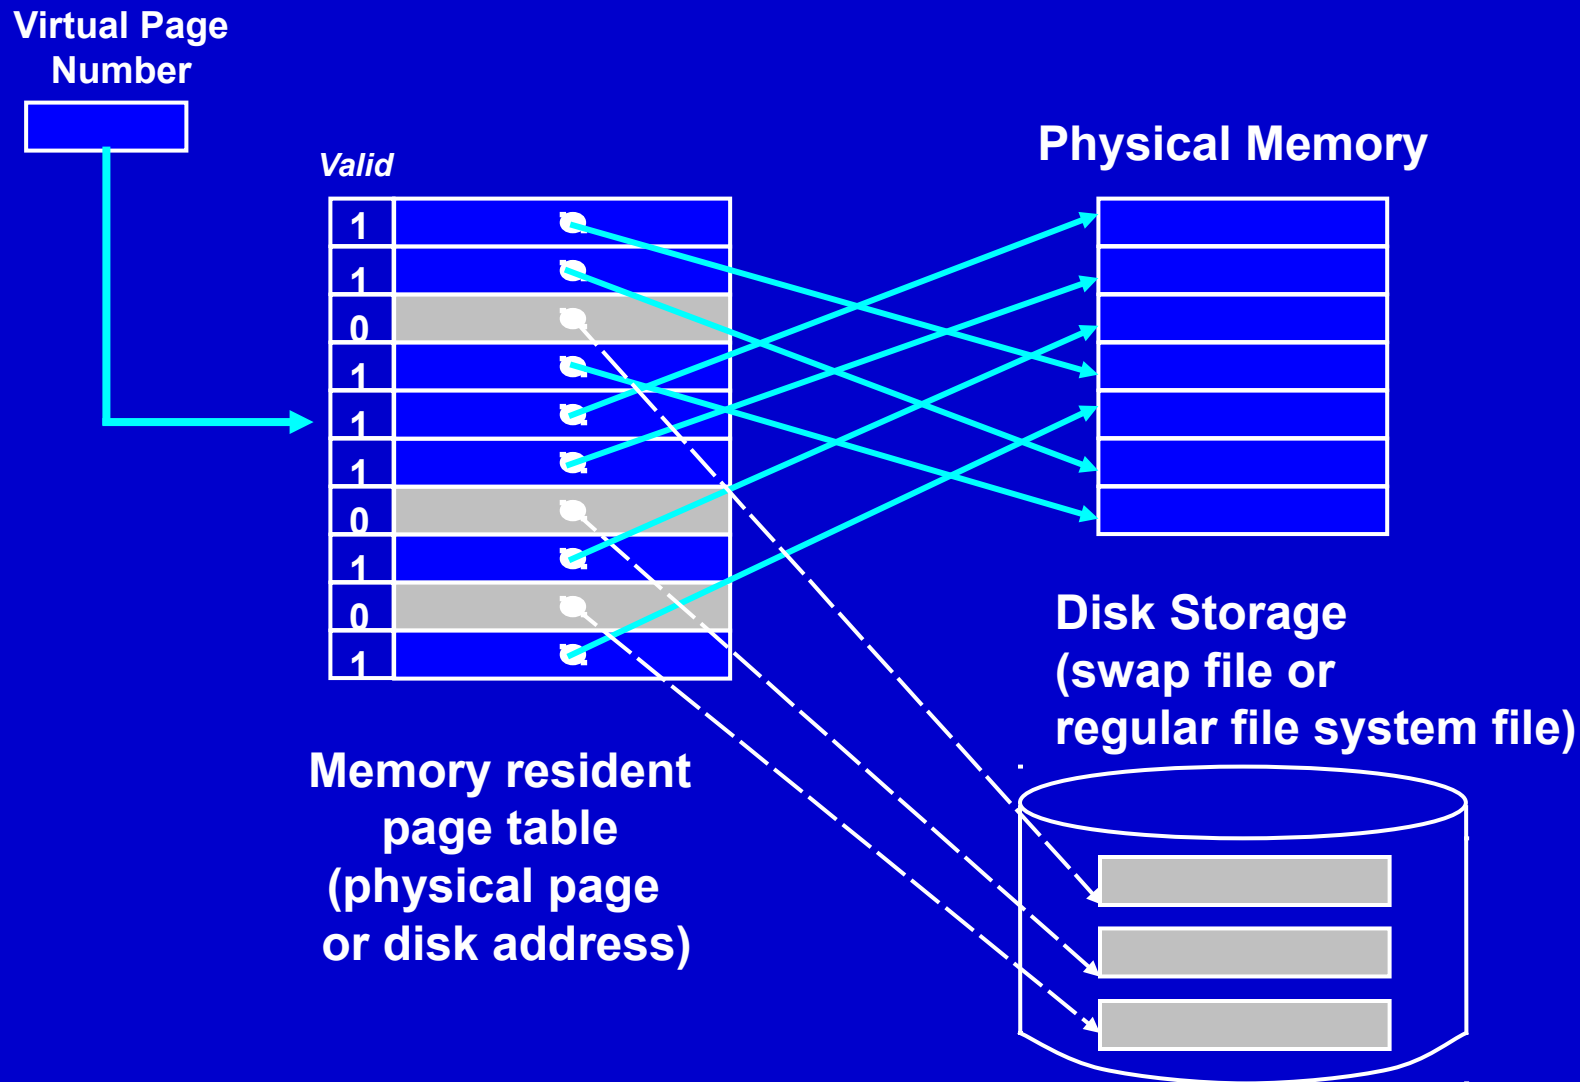 Virtual Page
Number
Valid
Physical Memory
1
1
0
1
1
1
0
1
0
1
Disk Storage
(swap file or
regular file system file)
Memory resident
page table
(physical page
or disk address)